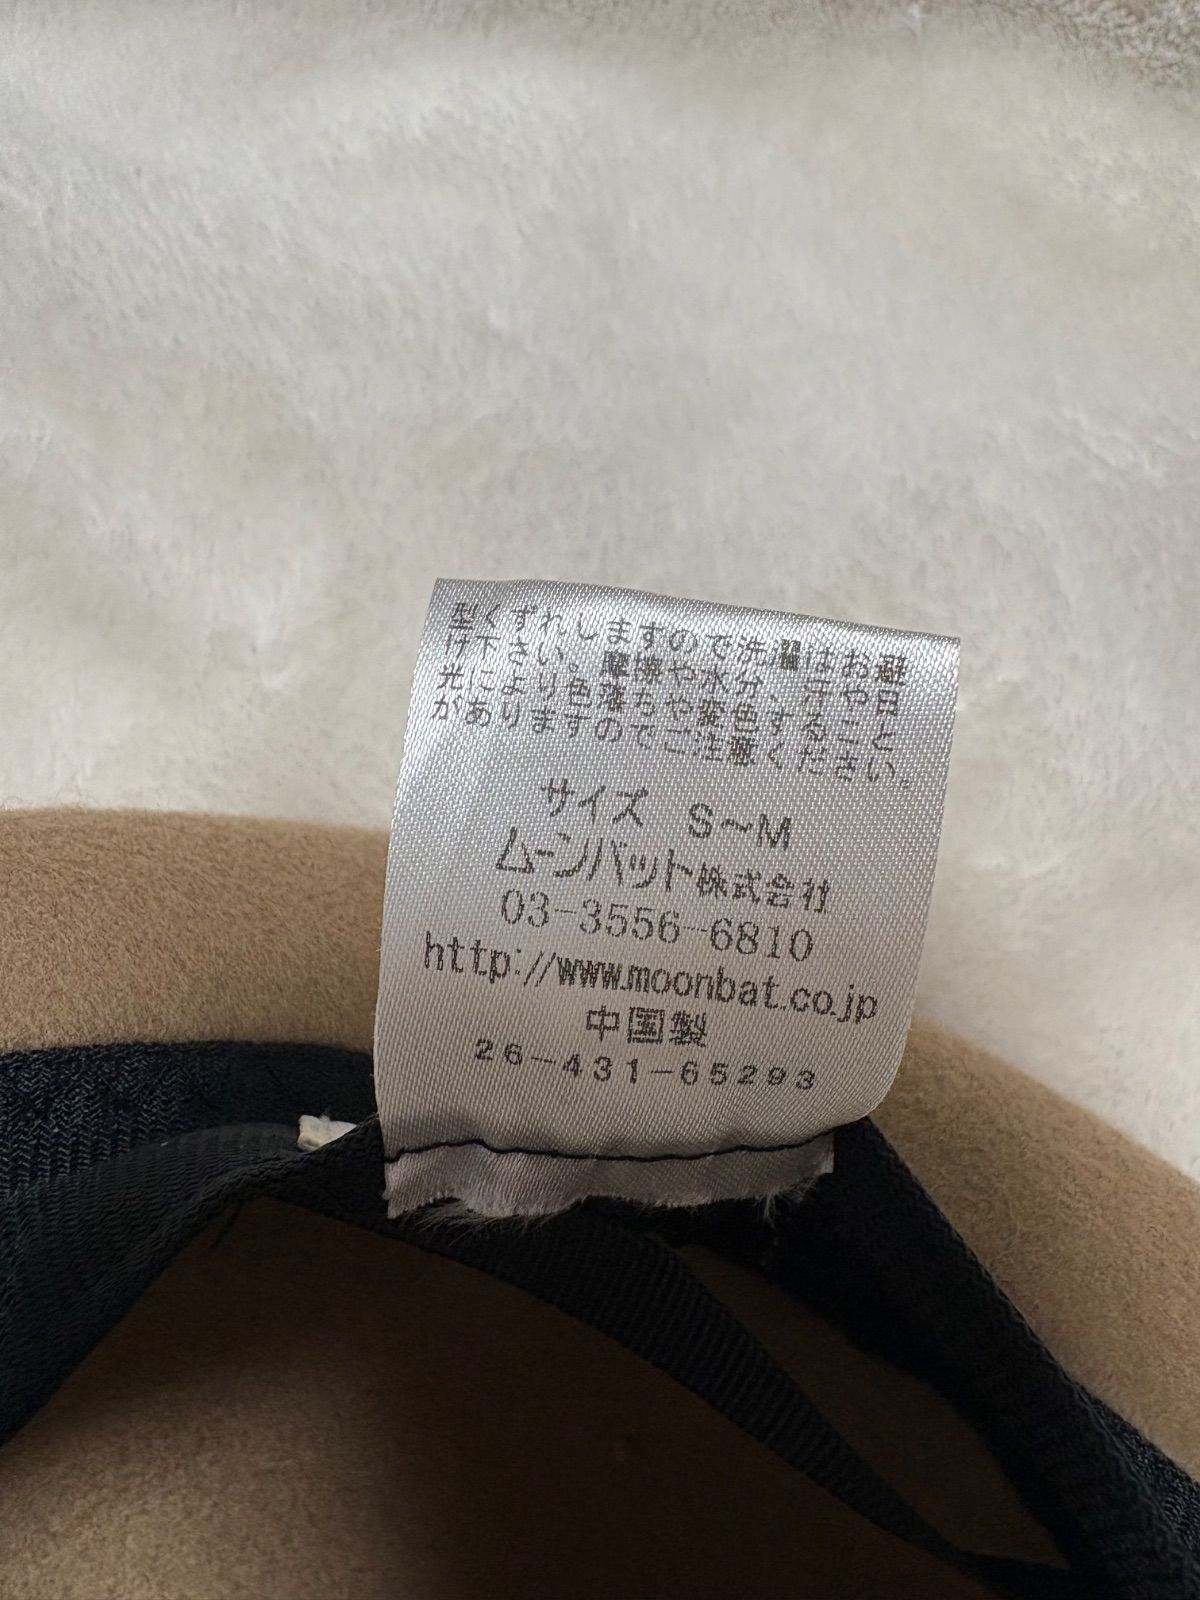 型くずれしますので洗濯はお避
け下さい。摩擦や水分、汗や日
光により色落ちや変色すること
がありますのでご注意ください。
サイズ S～M
ムーンバット株式会社
03-3556-6810
http://www.moonbat.co.jp
中国製
26-431-65293